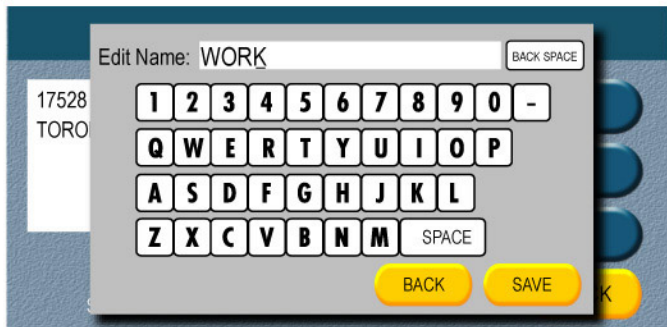 Edit Name: WORK BACK SPACE
17528 1 2 3 4 5 6 7 8 9 0 -
Q W E R T Y U I O P
A S D F G H J K L
Z X C V B N M SPACE
BACK SAVE